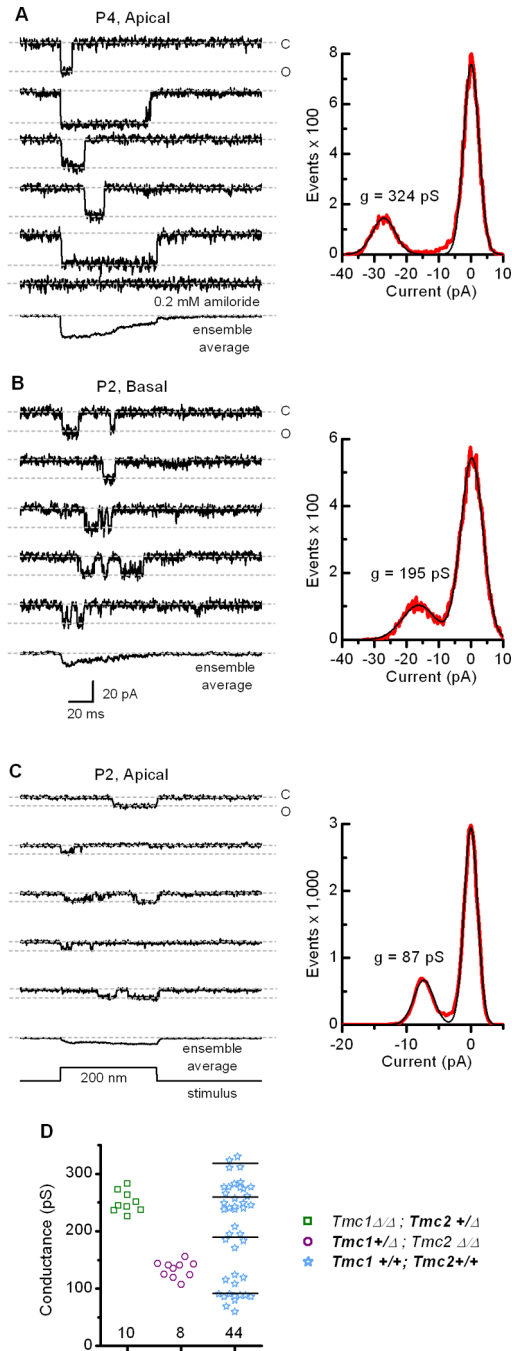 A
P4, Apical
C
O
0.2 mM amiloride
ensemble
average
Events x 100
8
6
4
2
0
g = 324 pS
-40 -30 -20 -10 0 10
Current (pA)
B
P2, Basal
C
O
ensemble
average
20 pA
20 ms
Events x 100
6
5
4
3
2
1
0
g = 195 pS
-40 -30 -20 -10 0 10
Current (pA)
C
P2, Apical
C
O
ensemble
average
200 nm
stimulus
Events x 1,000
3
2
1
0
g = 87 pS
-20 -10 0 10
Current (pA)
D
Conductance (pS)
300
200
100
0
10 8 44
Tmc1Δ/Δ ; Tmc2 +/Δ
Tmc1+/Δ ; Tmc2 Δ/Δ
Tmc1 +/+; Tmc2+/+